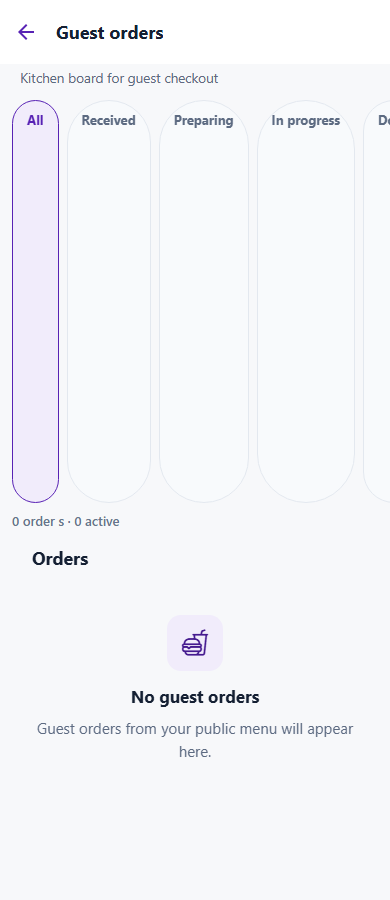 Guest orders
Kitchen board for guest checkout
All
Received
Preparing
In progress
0 order s · 0 active
Orders
No guest orders
Guest orders from your public menu will appear
here.